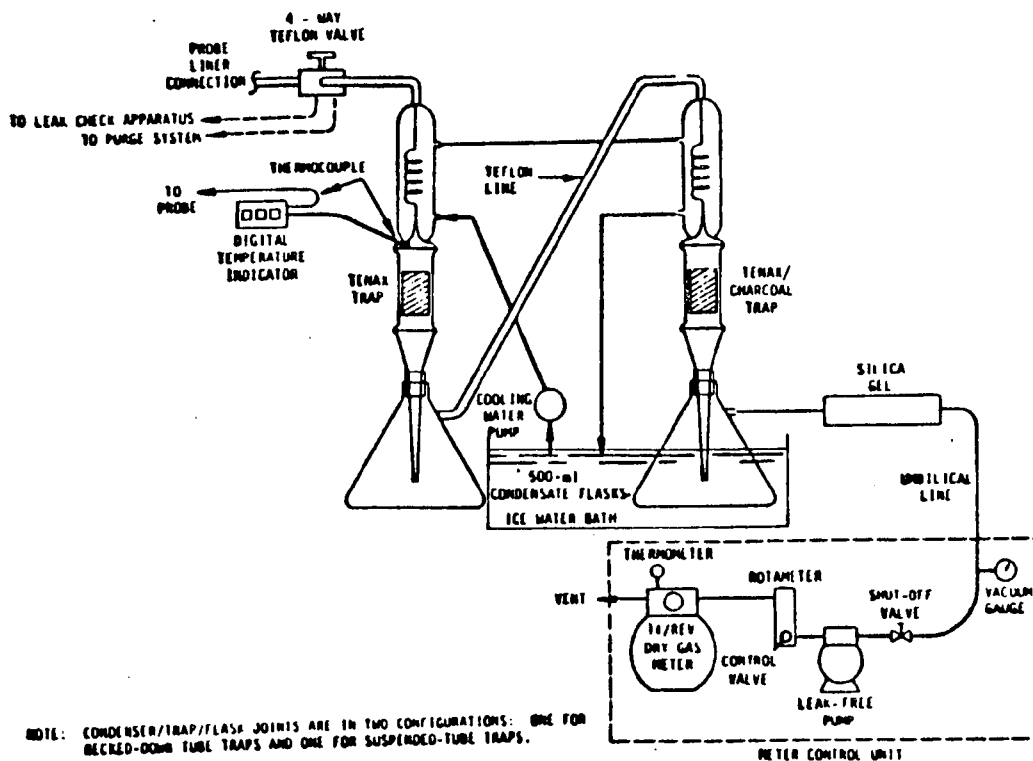 4 - WAY
TEFLON VALVE
PROBE
LINER
CONNECTION
TO LEAK CHECK APPARATUS
TO PURGE SYSTEM
THERMOCOUPLE
TO
PROBE
DIGITAL
TEMPERATURE
INDICATOR
TENAX
TRAP
TEFLON
LINE
TENAX/
CHARCOAL
TRAP
COOLING
WATER
PUMP
SILICA
GEL
500-ml
CONDENSATE FLASKS
ICE WATER BATH
UMBILICAL
LINE
THERMOMETER
VENT
ROTAMETER
SHUT-OFF
VALVE
VACUUM
GAUGE
1ℓ/REV
DRY GAS
METER
CONTROL
VALVE
LEAK-FREE
PUMP
NOTE: CONDENSER/TRAP/FLASK JOINTS ARE IN TWO CONFIGURATIONS: ONE FOR
NECKED-DOWN TUBE TRAPS AND ONE FOR SUSPENDED-TUBE TRAPS.
METER CONTROL UNIT